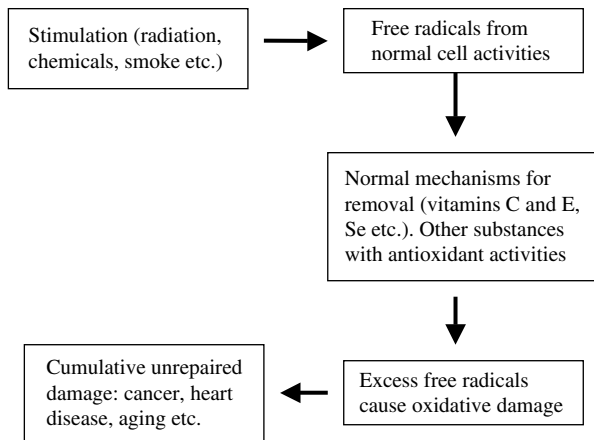 Stimulation (radiation,
chemicals, smoke etc.)
Free radicals from
normal cell activities
Normal mechanisms for
removal (vitamins C and E,
Se etc.). Other substances
with antioxidant activities
Excess free radicals
cause oxidative damage
Cumulative unrepaired
damage: cancer, heart
disease, aging etc.